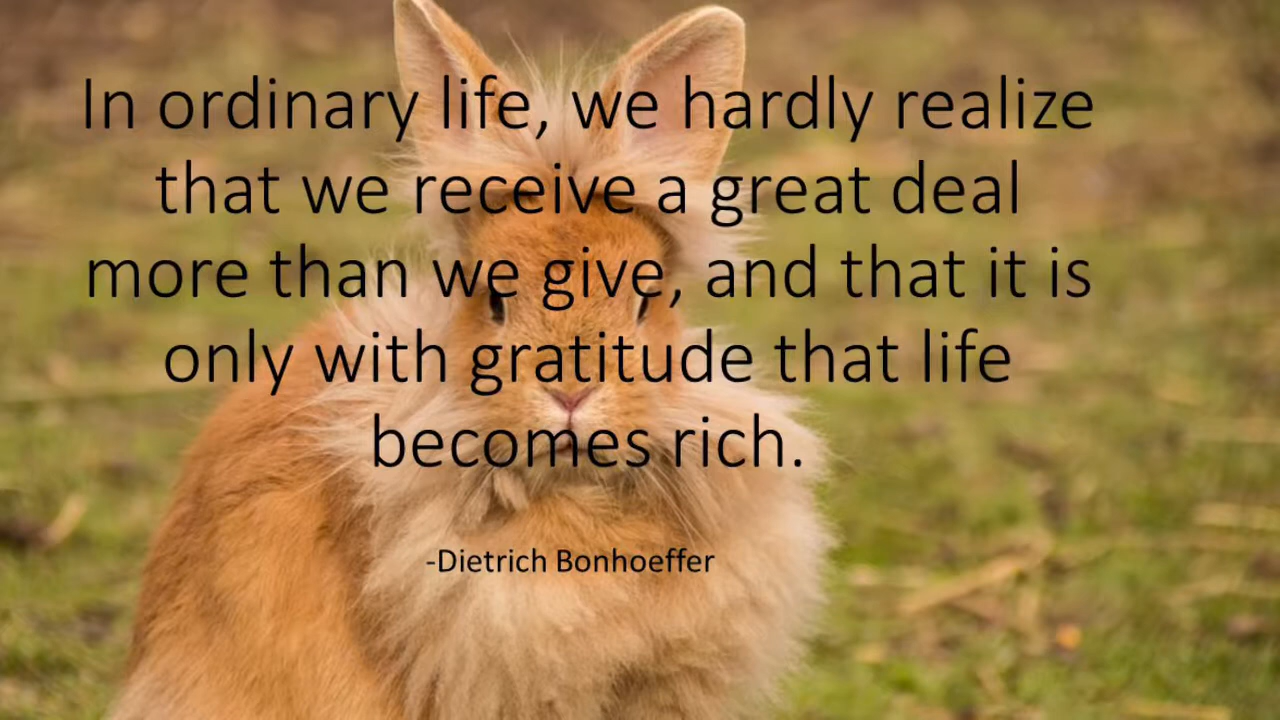 In ordinary life, we hardly realize
that we receive a great deal
more than we give, and that it is
only with gratitude that life
becomes rich.
-Dietrich Bonhoeffer